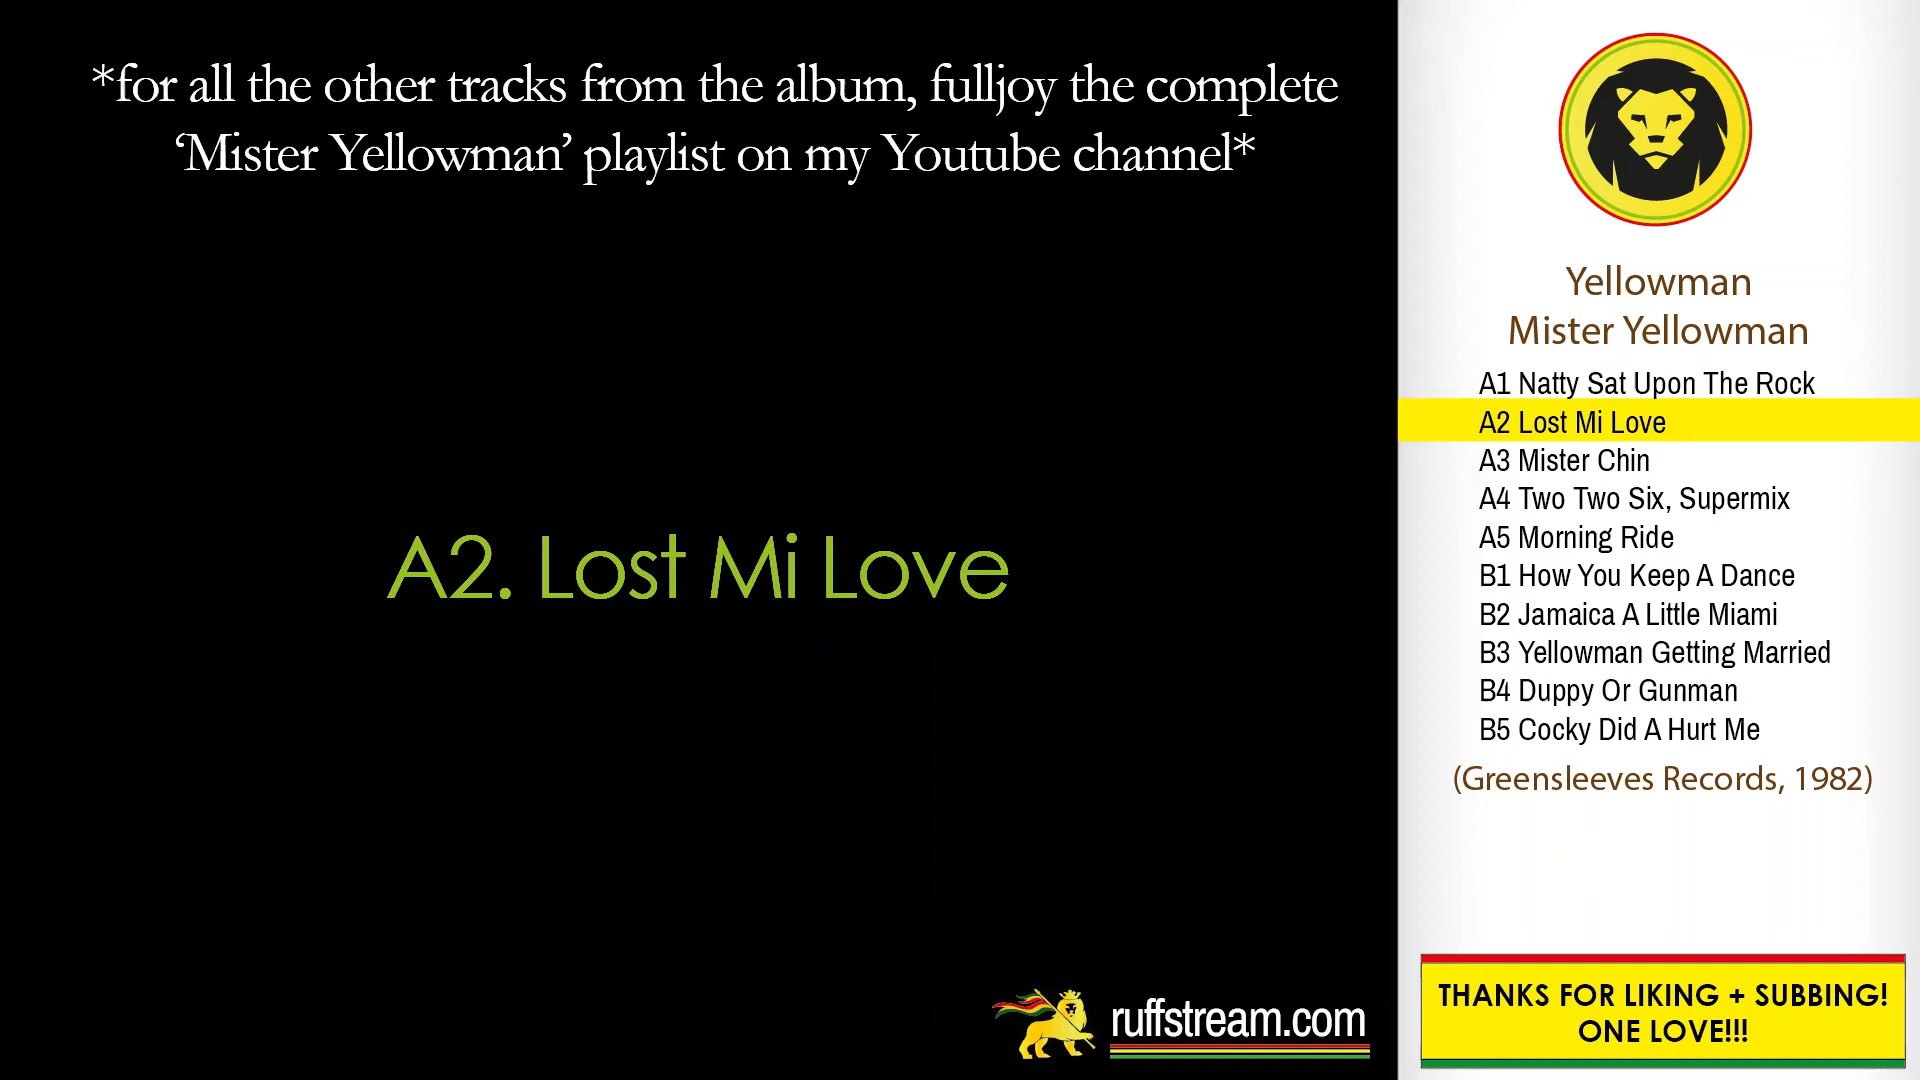 *for all the other tracks from the album, fulljoy the complete
‘Mister Yellowman’ playlist on my Youtube channel*
A2. Lost Mi Love
ruffstream.com
Yellowman
Mister Yellowman
A1 Natty Sat Upon The Rock
A2 Lost Mi Love
A3 Mister Chin
A4 Two Two Six, Supermix
A5 Morning Ride
B1 How You Keep A Dance
B2 Jamaica A Little Miami
B3 Yellowman Getting Married
B4 Duppy Or Gunman
B5 Cocky Did A Hurt Me
(Greensleeves Records, 1982)
THANKS FOR LIKING + SUBBING!
ONE LOVE!!!